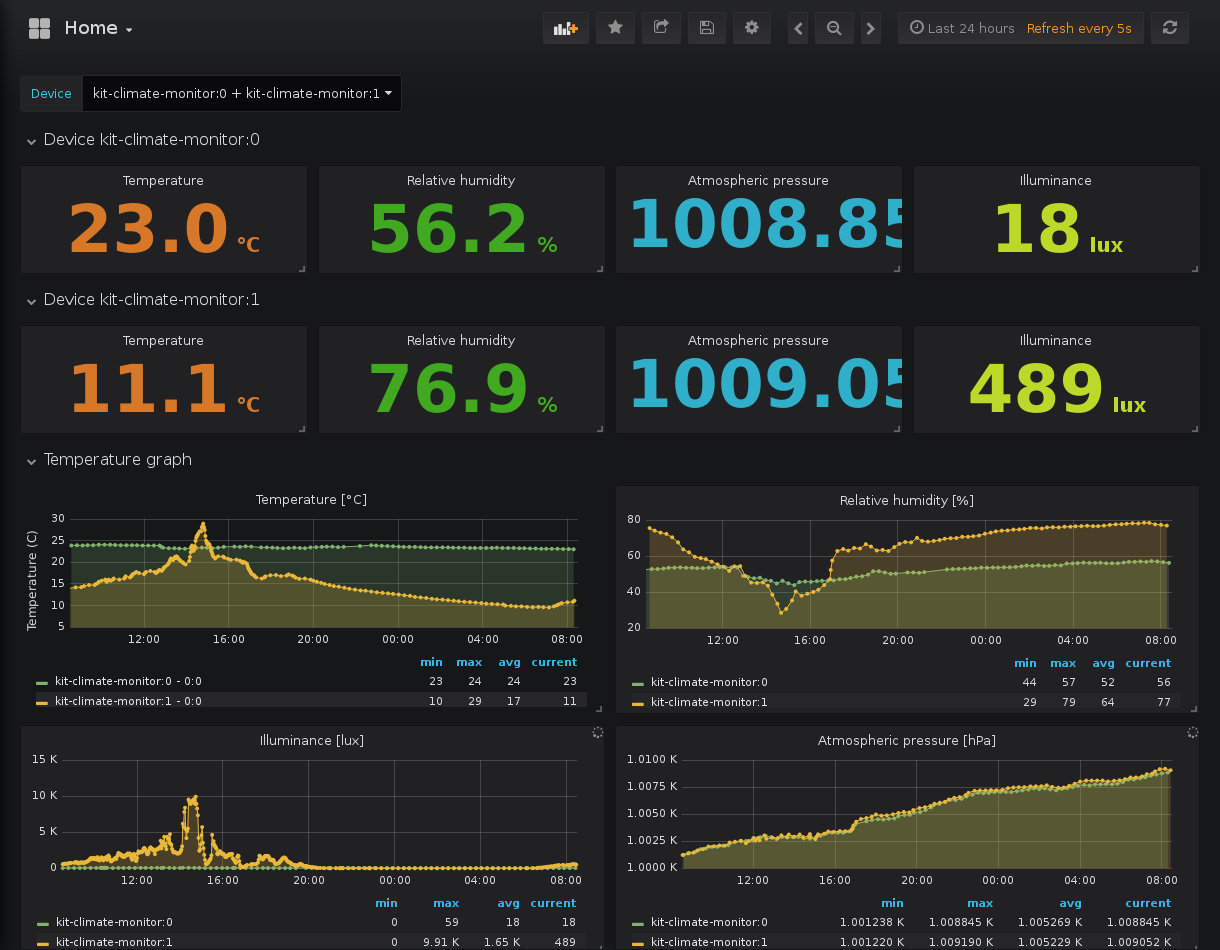 Home
Last 24 hours Refresh every 5s
Device kit-climate-monitor:0 + kit-climate-monitor:1
Device kit-climate-monitor:0
Temperature Relative humidity Atmospheric pressure Illuminance
23.0 °C 56.2 % 1008.85 18 lux
Device kit-climate-monitor:1
Temperature Relative humidity Atmospheric pressure Illuminance
11.1 °C 76.9 % 1009.05 489 lux
Temperature graph
Temperature [°C]
Temperature (C)
30
25
20
15
10
5
12:00 16:00 20:00 00:00 04:00 08:00
min max avg current
kit-climate-monitor:0 - 0:0 23 24 24 23
kit-climate-monitor:1 - 0:0 10 29 17 11
Relative humidity [%]
80
60
40
20
12:00 16:00 20:00 00:00 04:00 08:00
min max avg current
kit-climate-monitor:0 44 57 52 56
kit-climate-monitor:1 29 79 64 77
Illuminance [lux]
15 K
10 K
5 K
0
12:00 16:00 20:00 00:00 04:00 08:00
min max avg current
kit-climate-monitor:0 0 59 18 18
kit-climate-monitor:1 0 9.91 K 1.65 K 489
Atmospheric pressure [hPa]
1.0100 K
1.0075 K
1.0050 K
1.0025 K
1.0000 K
12:00 16:00 20:00 00:00 04:00 08:00
min max avg current
kit-climate-monitor:0 1.001238 K 1.008845 K 1.005269 K 1.008845 K
kit-climate-monitor:1 1.001220 K 1.009190 K 1.005229 K 1.009052 K